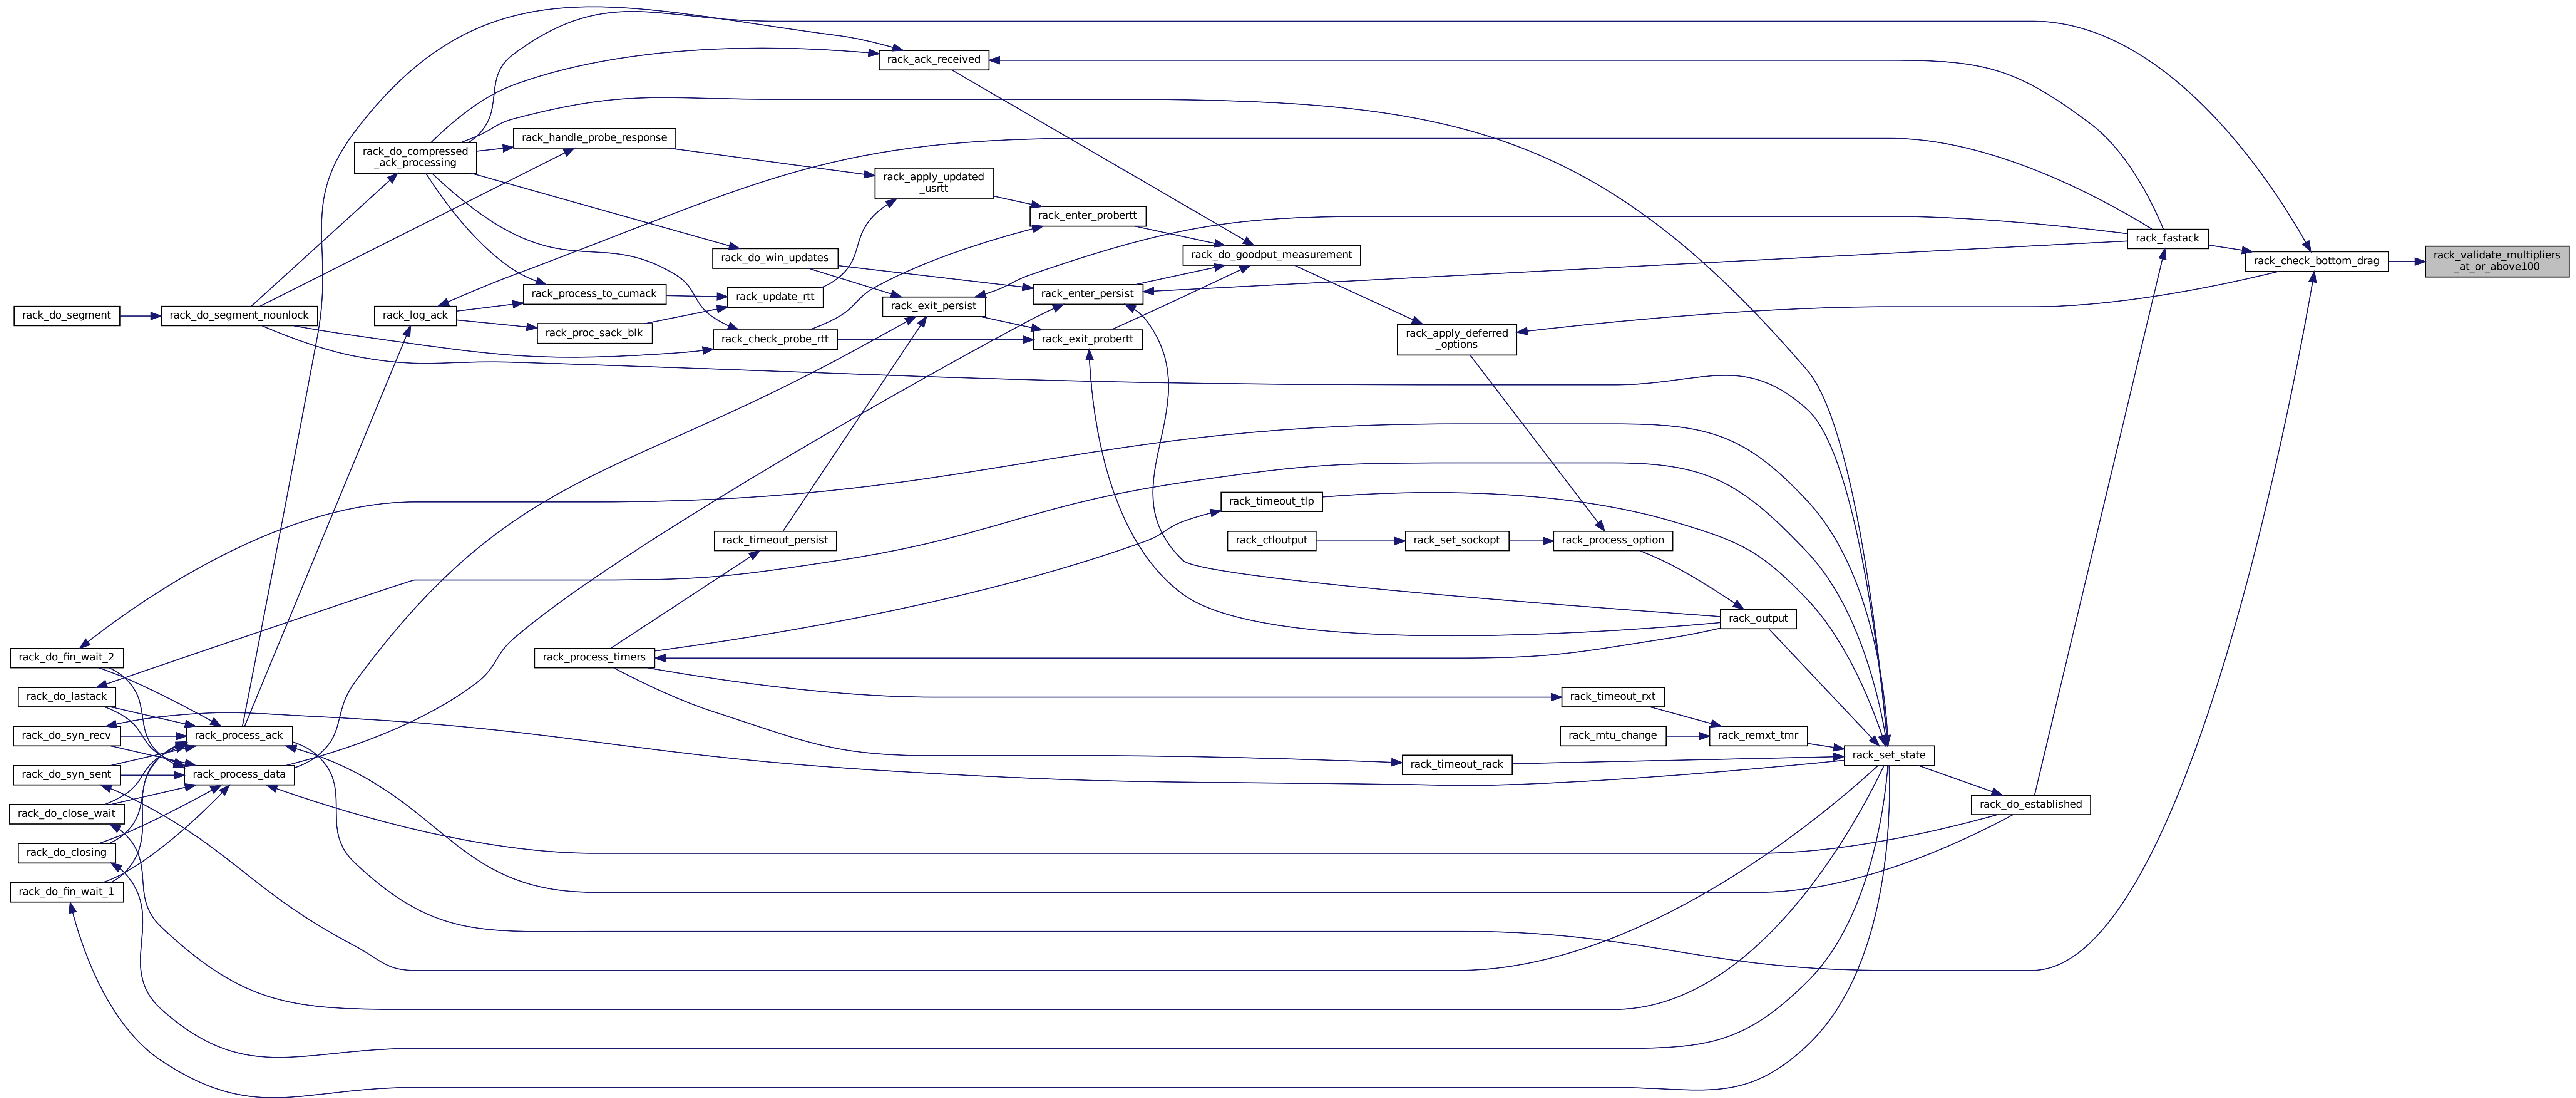 rack_ack_received
rack_handle_probe_response
rack_do_compressed
_ack_processing
rack_apply_updated
_usrtt
rack_enter_probertt
rack_fastack
rack_do_win_updates
rack_do_goodput_measurement
rack_check_bottom_drag
rack_validate_multipliers
_at_or_above100
rack_process_to_cumack
rack_update_rtt
rack_enter_persist
rack_exit_persist
rack_do_segment
rack_do_segment_nounlock
rack_log_ack
rack_proc_sack_blk
rack_check_probe_rtt
rack_exit_probertt
rack_apply_deferred
_options
rack_timeout_tlp
rack_timeout_persist
rack_ctloutput
rack_set_sockopt
rack_process_option
rack_output
rack_do_fin_wait_2
rack_process_timers
rack_do_lastack
rack_timeout_rxt
rack_do_syn_recv
rack_process_ack
rack_mtu_change
rack_remxt_tmr
rack_set_state
rack_do_syn_sent
rack_process_data
rack_timeout_rack
rack_do_established
rack_do_close_wait
rack_do_closing
rack_do_fin_wait_1